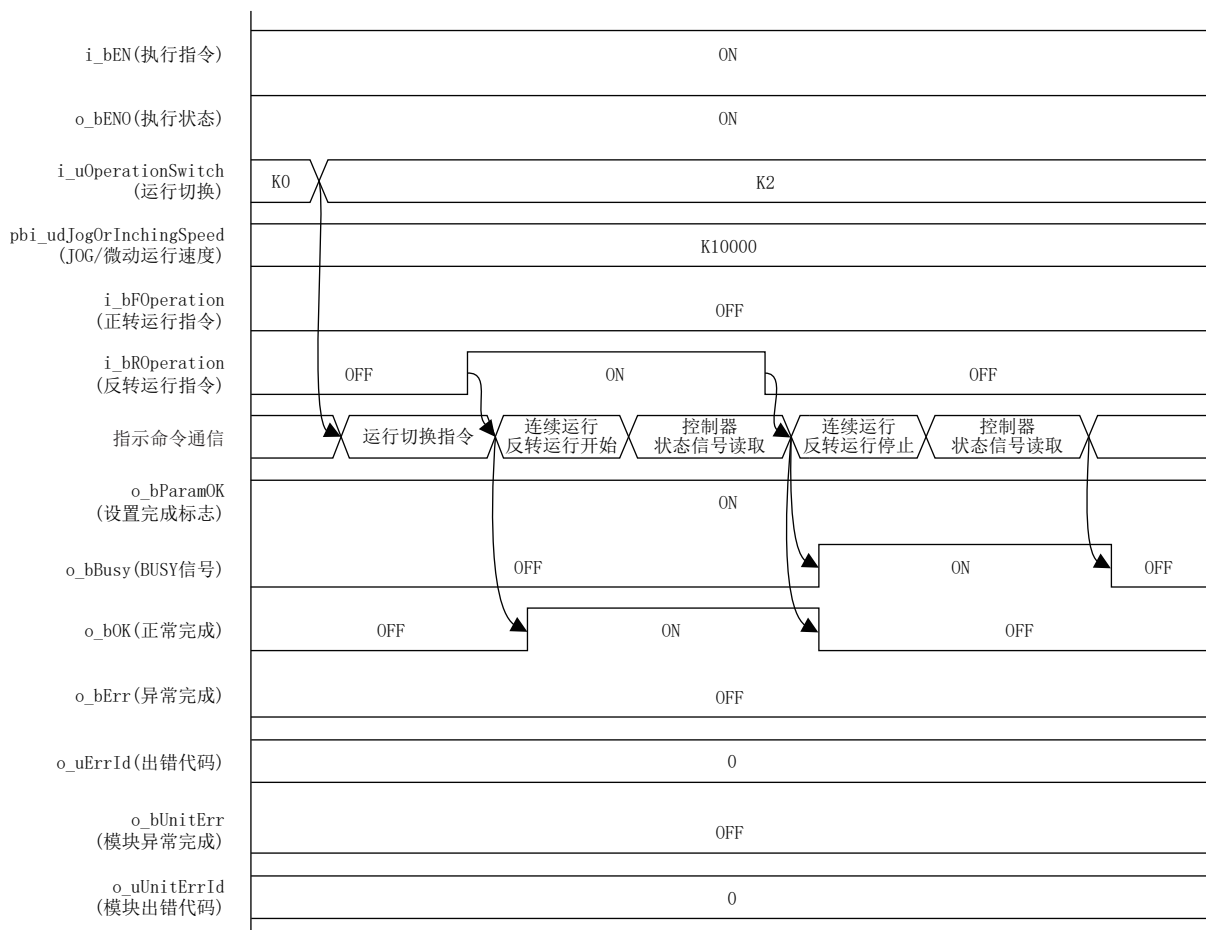 i_bEN(执行指令)
ON
o_bENO(执行状态)
ON
i_uOperationSwitch
(运行切换)
K0
K2
pbi_udJogOrInchingSpeed
(JOG/微动运行速度)
K10000
i_bFOperation
(正转运行指令)
OFF
i_bROperation
(反转运行指令)
OFF
ON
OFF
指示命令通信
运行切换指令
连续运行
反转运行开始
控制器
状态信号读取
连续运行
反转运行停止
控制器
状态信号读取
o_bParamOK
(设置完成标志)
ON
o_bBusy(BUSY信号)
OFF
ON
OFF
o_bOK(正常完成)
OFF
ON
OFF
o_bErr(异常完成)
OFF
o_uErrId(出错代码)
0
o_bUnitErr
(模块异常完成)
OFF
o_uUnitErrId
(模块出错代码)
0